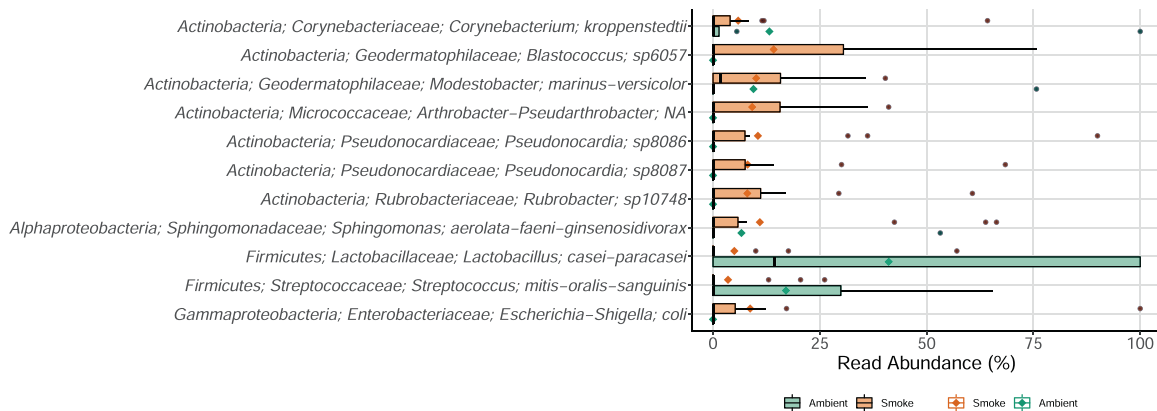 Actinobacteria; Corynebacteriaceae; Corynebacterium; kroppenstedtii
Actinobacteria; Geodermatophilaceae; Blastococcus; sp6057
Actinobacteria; Geodermatophilaceae; Modestobacter; marinus−versicolor
Actinobacteria; Micrococcaceae; Arthrobacter−Pseudarthrobacter; NA
Actinobacteria; Pseudonocardiaceae; Pseudonocardia; sp8086
Actinobacteria; Pseudonocardiaceae; Pseudonocardia; sp8087
Actinobacteria; Rubrobacteriaceae; Rubrobacter; sp10748
Alphaproteobacteria; Sphingomonadaceae; Sphingomonas; aerolata−faeni−ginsenosidivorax
Firmicutes; Lactobacillaceae; Lactobacillus; casei−paracasei
Firmicutes; Streptococcaceae; Streptococcus; mitis−oralis−sanguinis
Gammaproteobacteria; Enterobacteriaceae; Escherichia−Shigella; coli
0 25 50 75 100
Read Abundance (%)
Ambient Smoke Smoke Ambient